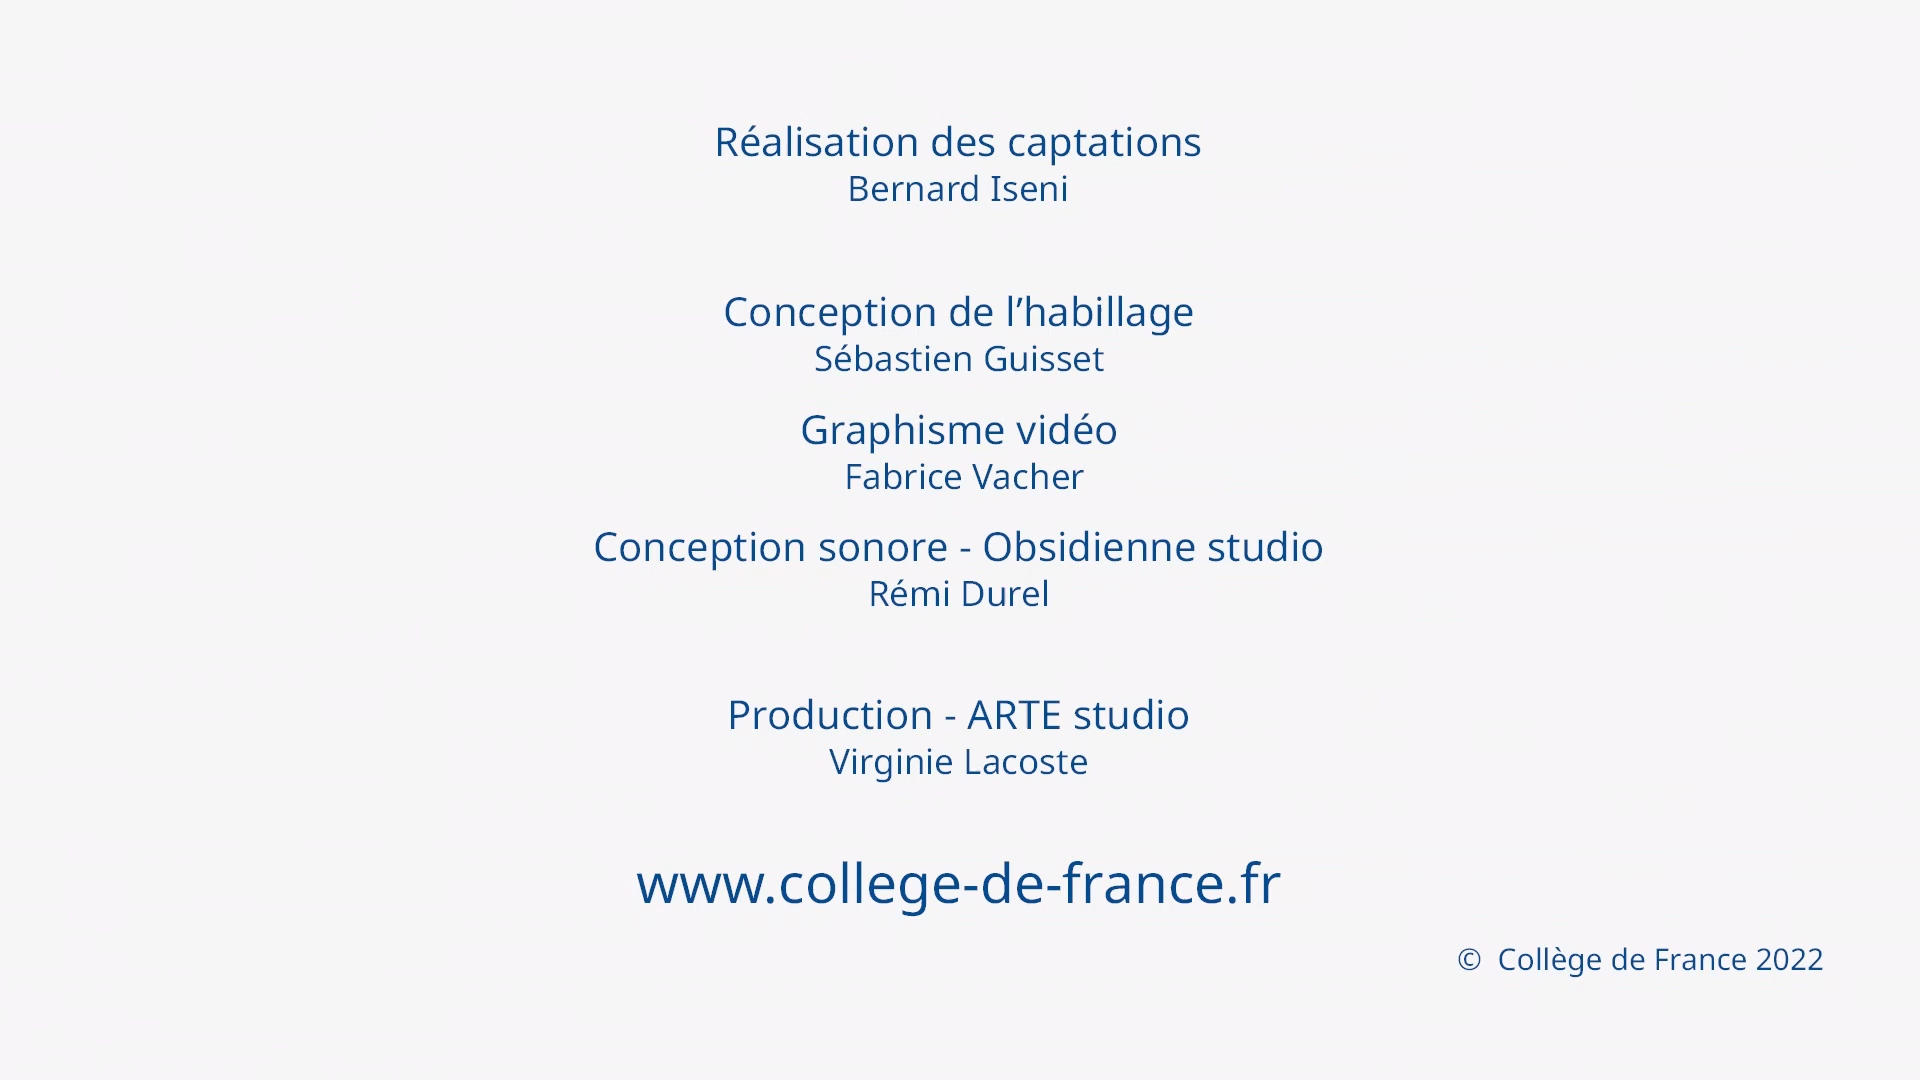 Réalisation des captations
Bernard Iseni
Conception de l’habillage
Sébastien Guisset
Graphisme vidéo
Fabrice Vacher
Conception sonore - Obsidienne studio
Rémi Durel
Production - ARTE studio
Virginie Lacoste
www.college-de-france.fr
© Collège de France 2022